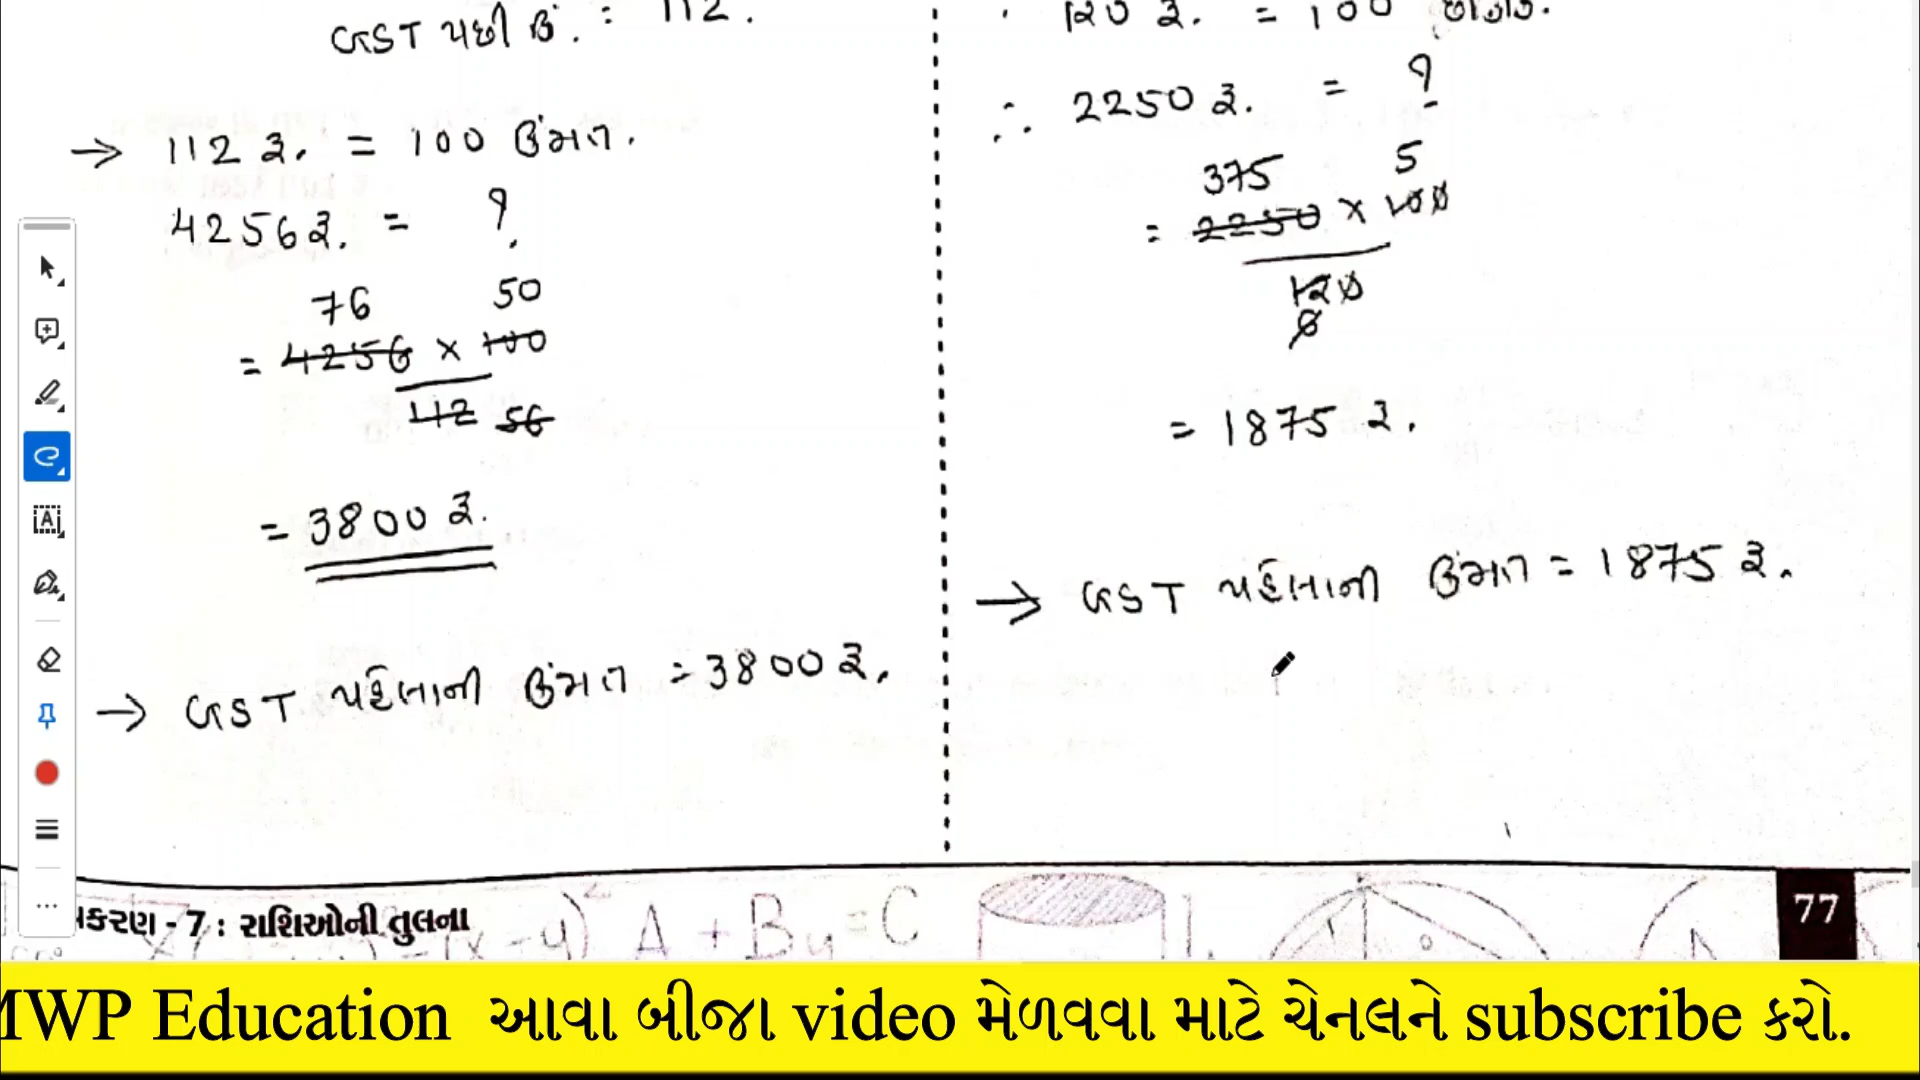 GST પછી કિં. = 112.
→ 112 રૂ. = 100 કિંમત.
4256 રૂ. = ?
76 50
= 4256 × 100
112 56
= 3800 રૂ.
→ GST પહેલાની કિંમત = 3800 રૂ.
120 રૂ. = 100
∴ 2250 રૂ. = ?
375 5
= 2250 × 100
120
6
= 1875 રૂ.
→ GST પહેલાની કિંમત = 1875 રૂ.
કરણ - 7 : રાશિઓની તુલના
A + By = C
77
MWP Education આવા બીજા video મેળવવા માટે ચેનલને subscribe કરો.